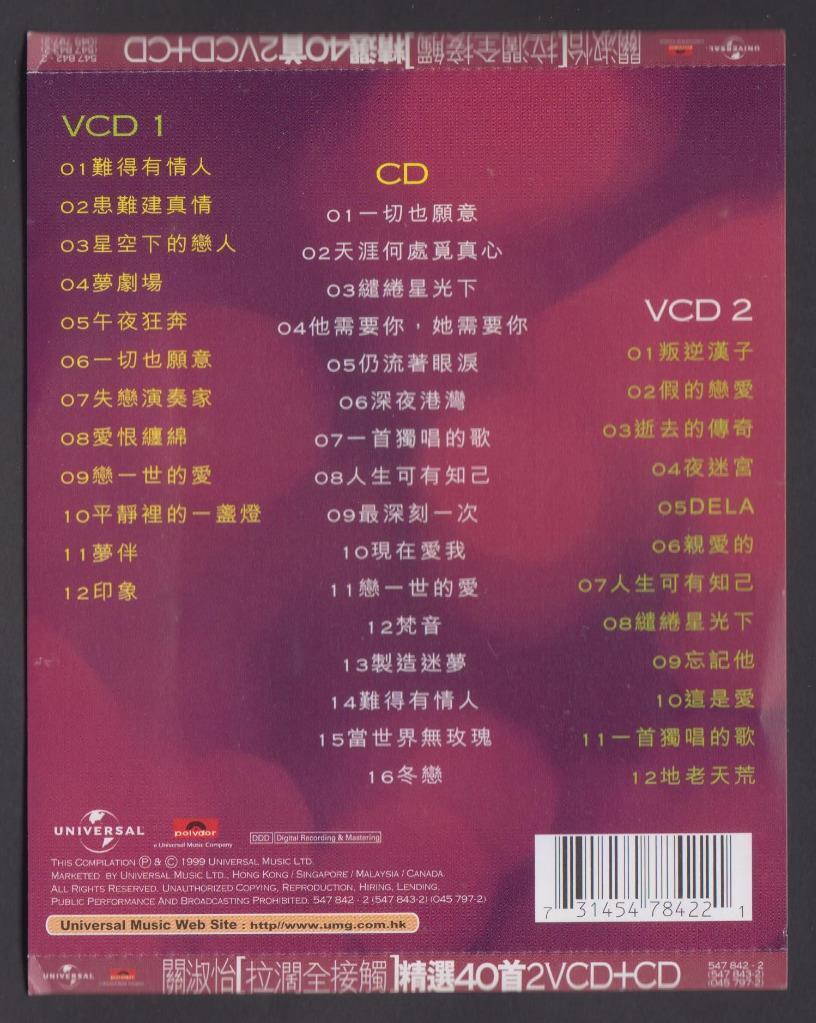 547 842 - 2
(547 843-2)
(045 797-2)
關淑怡[拉濶全接觸]精選40首2VCD+CD
polydor
UNIVERSAL
VCD 1
01難得有情人
02患難建真情
03星空下的戀人
04夢劇場
05午夜狂奔
06一切也願意
07失戀演奏家
08愛恨纏綿
09戀一世的愛
10平靜裡的一盞燈
11夢伴
12印象
CD
01一切也願意
02天涯何處覓真心
03繾綣星光下
04他需要你，她需要你
05仍流著眼淚
06深夜港灣
07一首獨唱的歌
08人生可有知己
09最深刻一次
10現在愛我
11戀一世的愛
12梵音
13製造迷夢
14難得有情人
15當世界無玫瑰
16冬戀
VCD 2
01叛逆漢子
02假的戀愛
03逝去的傳奇
04夜迷宮
05DELA
06親愛的
07人生可有知己
08繾綣星光下
09忘記他
10這是愛
11一首獨唱的歌
12地老天荒
UNIVERSAL
polydor
a Universal Music Company
DDD Digital Recording & Mastering
THIS COMPILATION Ⓟ & © 1999 UNIVERSAL MUSIC LTD.
MARKETED BY UNIVERSAL MUSIC LTD., HONG KONG / SINGAPORE / MALAYSIA / CANADA.
ALL RIGHTS RESERVED. UNAUTHORIZED COPYING, REPRODUCTION, HIRING, LENDING,
PUBLIC PERFORMANCE AND BROADCASTING PROHIBITED. 547 842 - 2 (547 843-2) (045 797-2)
Universal Music Web Site : http//www.umg.com.hk
7 31454 78422 1
UNIVERSAL
polydor
關淑怡[拉濶全接觸]精選40首2VCD+CD
547 842 - 2
(547 843-2)
(045 797-2)